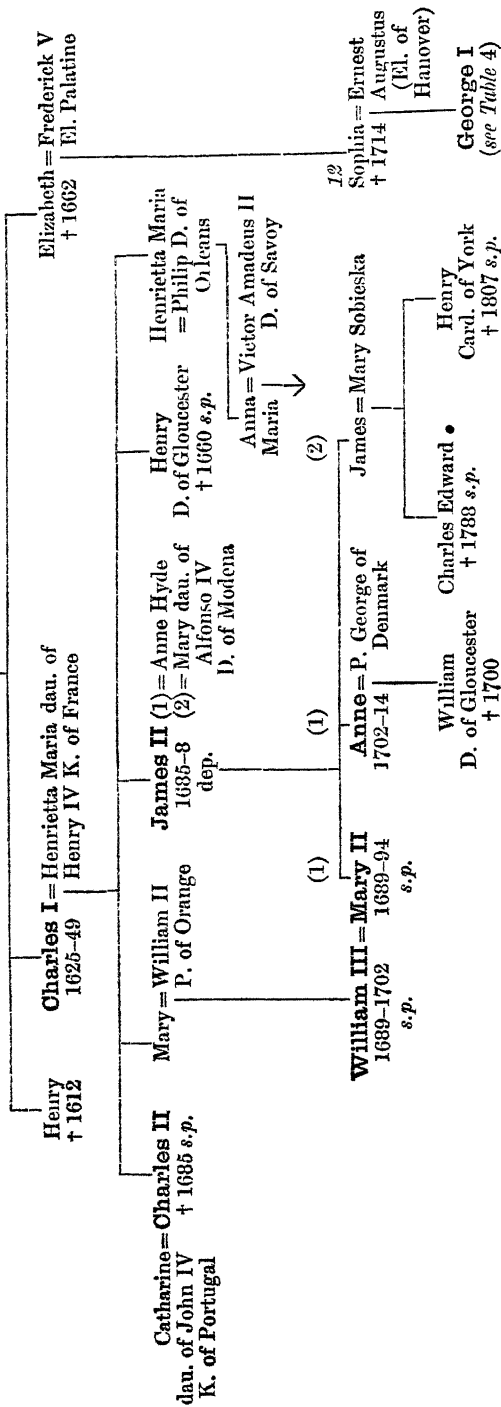 Henry
† 1612
Charles I = Henrietta Maria dau. of
1625-49 Henry IV K. of France
Elizabeth = Frederick V
† 1662 El. Palatine
Catharine = Charles II
dau. of John IV † 1685 s.p.
K. of Portugal
Mary = William II
P. of Orange
James II (1) = Anne Hyde
1685-8 (2) = Mary dau. of
dep. Alfonso IV
D. of Modena
Henry
D. of Gloucester
† 1660 s.p.
Henrietta Maria
= Philip D. of
Orleans
Anna = Victor Amadeus II
Maria D. of Savoy
12
Sophia = Ernest
† 1714 Augustus
(El. of
Hanover)
(1) (1) (2)
William III = Mary II
1689-1702 1689-94
s.p. s.p.
Anne = P. George of
1702-14 Denmark
James = Mary Sobieska
George I
(see Table 4)
William
D. of Gloucester
† 1700
Charles Edward •
† 1788 s.p.
Henry
Card. of York
† 1807 s.p.